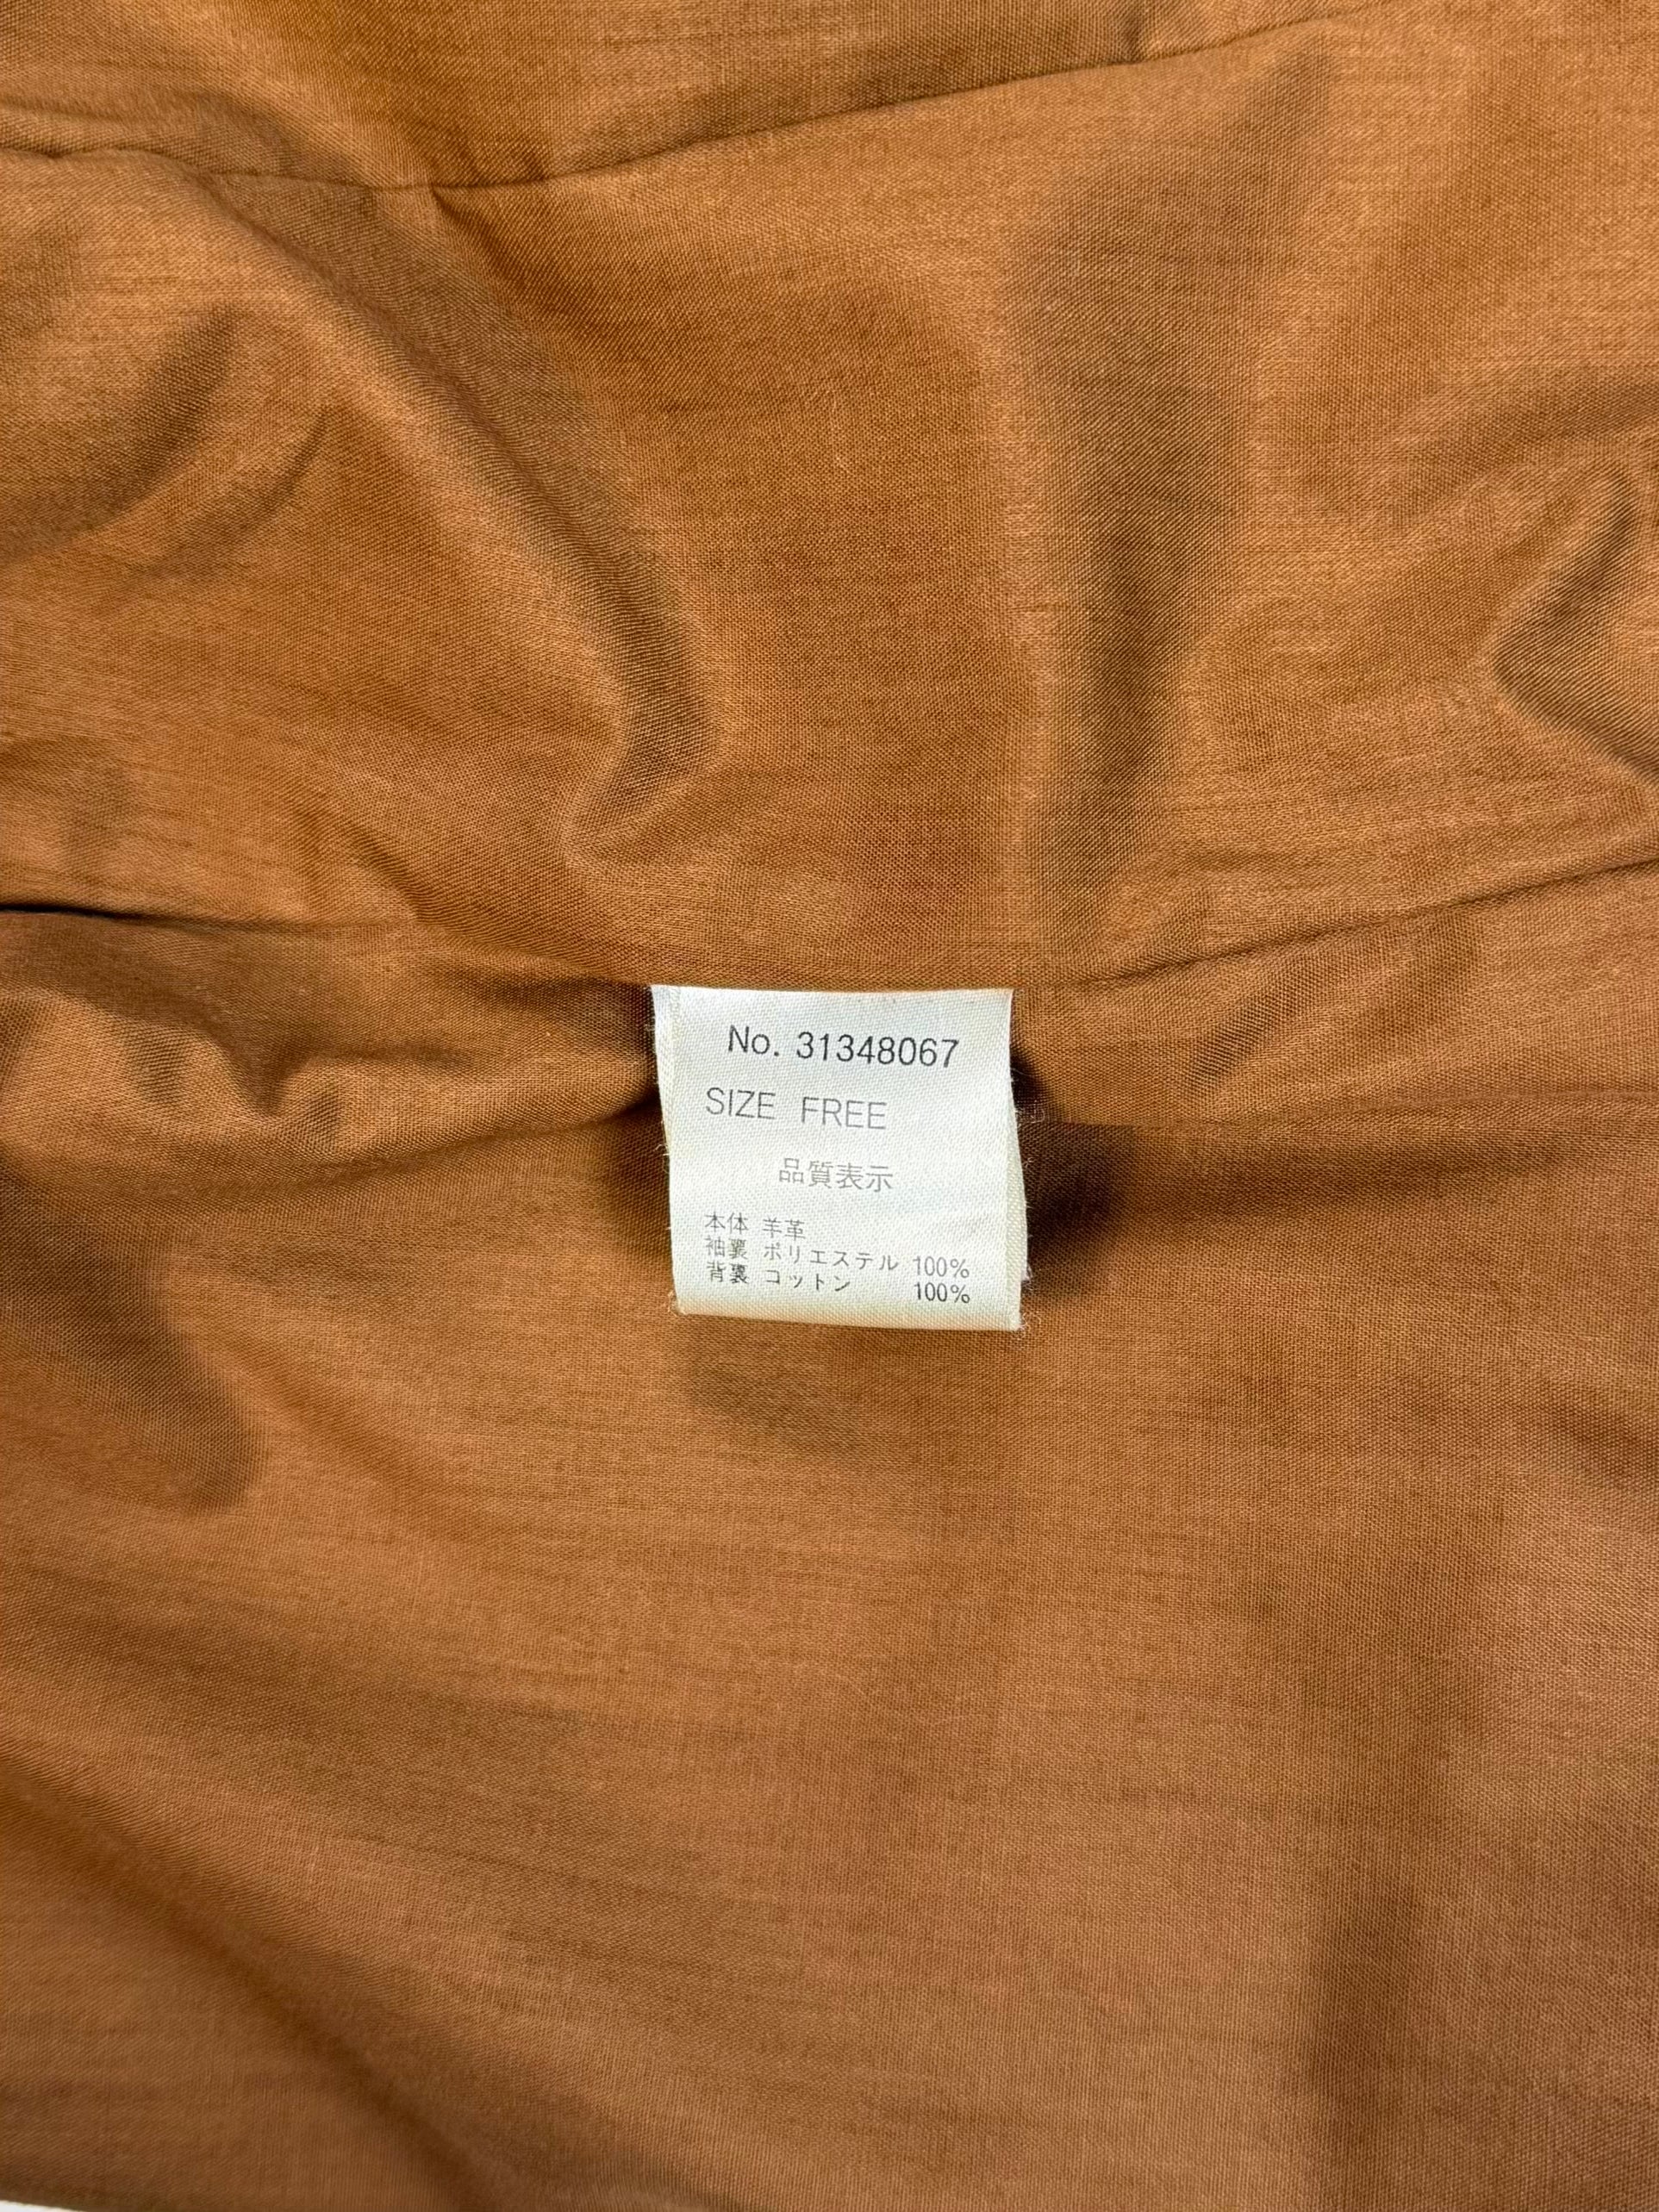 No. 31348067
SIZE FREE
品質表示
本体 羊革
袖裏 ポリエステル 100%
背裏 コットン 100%